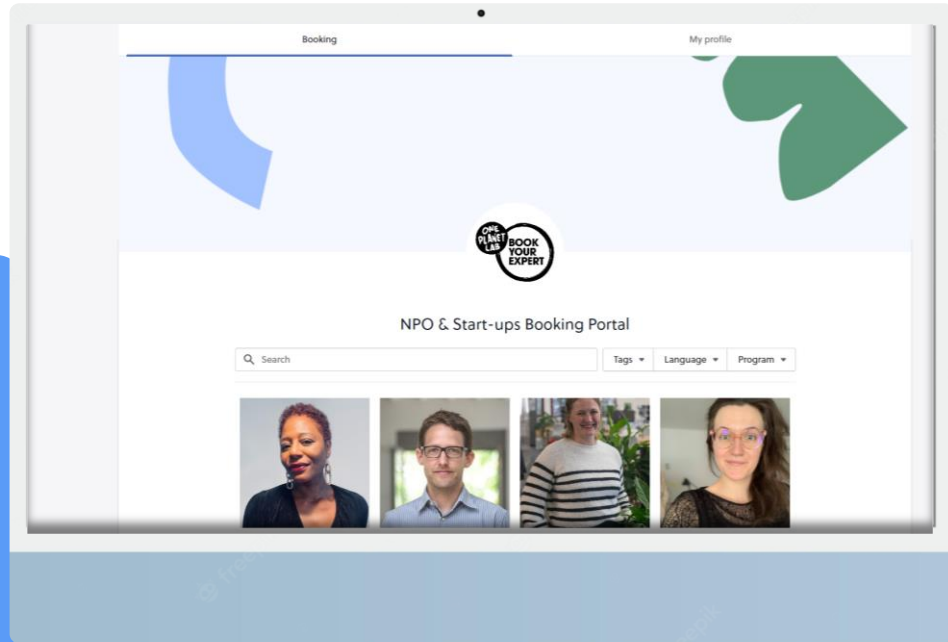 Booking
My profile
ONE
PLANET
LAB
BOOK
YOUR
EXPERT
NPO & Start-ups Booking Portal
Search
Tags
Language
Program